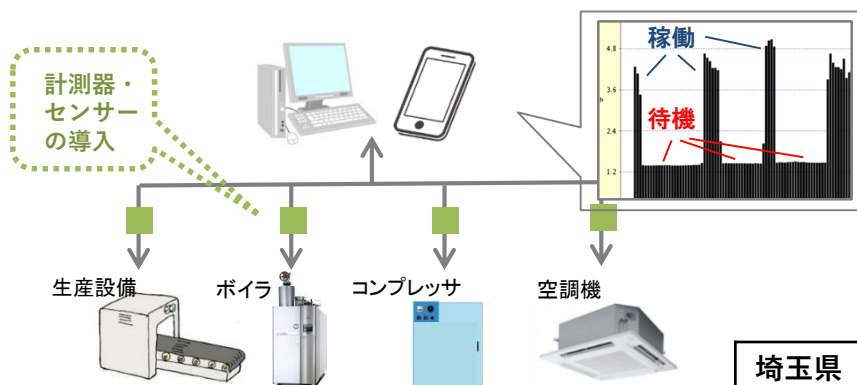 計測器・
センサー
の導入
稼働
待機
4.8
3.6
h
2.4
1.2
生産設備
ボイラ
コンプレッサ
空調機
埼玉県